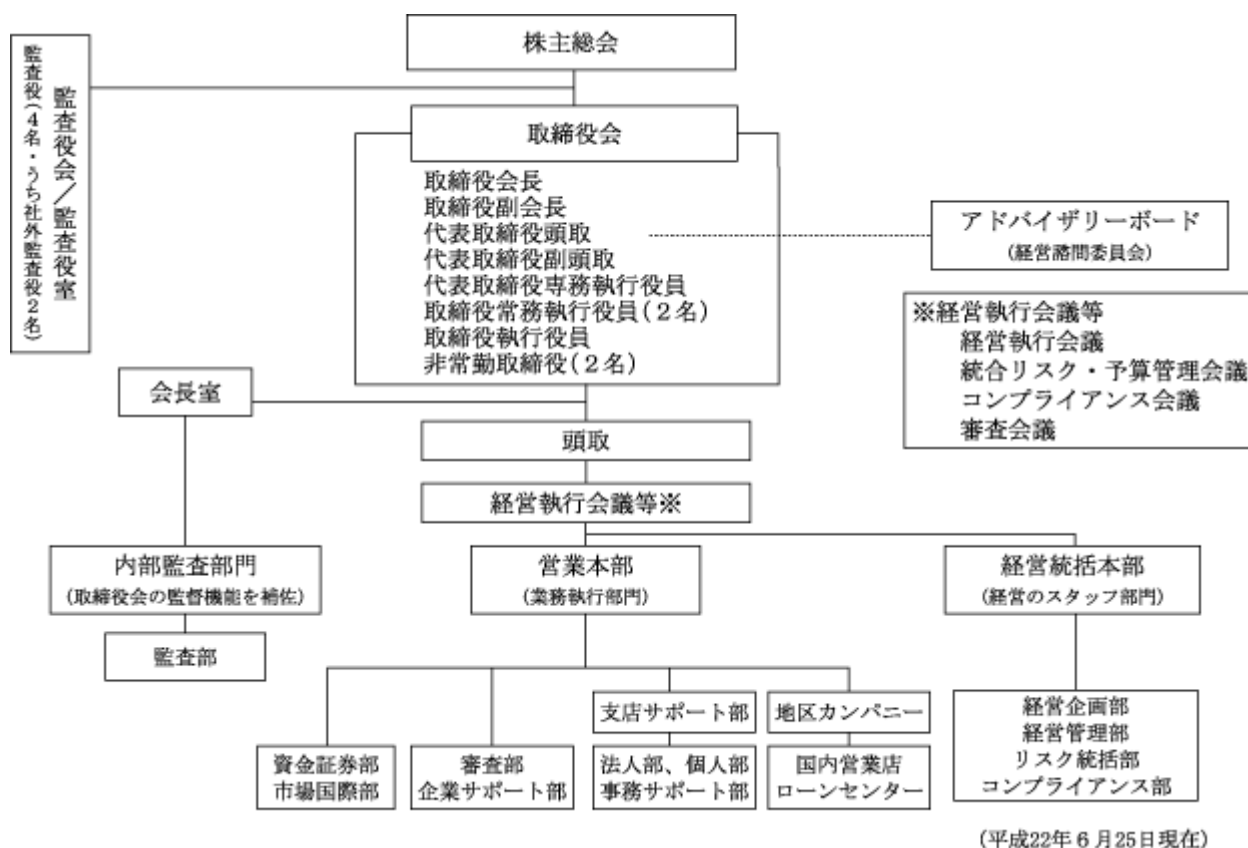 株主総会
監査役会／監査役室
監査役(4名・うち社外監査役2名)
取締役会
取締役会長
取締役副会長
代表取締役頭取
代表取締役副頭取
代表取締役専務執行役員
取締役常務執行役員(２名)
取締役執行役員
非常勤取締役(２名)
アドバイザリーボード
(経営諮問委員会)
※経営執行会議等
経営執行会議
統合リスク・予算管理会議
コンプライアンス会議
審査会議
会長室
頭取
経営執行会議等※
内部監査部門
(取締役会の監督機能を補佐)
営業本部
(業務執行部門)
経営統括本部
(経営のスタッフ部門)
監査部
支店サポート部
地区カンパニー
資金証券部
市場国際部
審査部
企業サポート部
法人部、個人部
事務サポート部
国内営業店
ローンセンター
経営企画部
経営管理部
リスク統括部
コンプライアンス部
(平成22年６月25日現在)